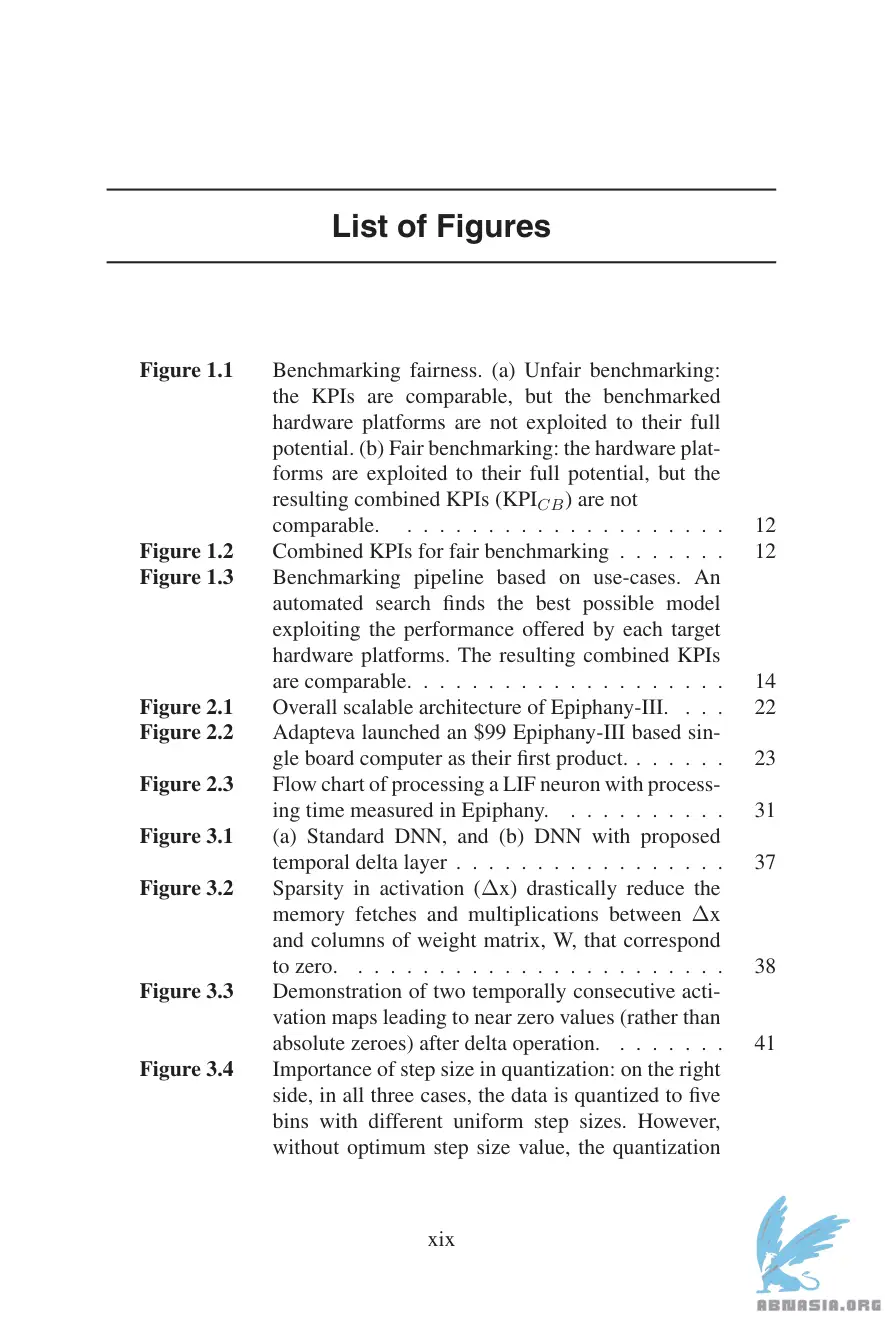 List of Figures
Figure 1.1 Benchmarking fairness. (a) Unfair benchmarking:
the KPIs are comparable, but the benchmarked
hardware platforms are not exploited to their full
potential. (b) Fair benchmarking: the hardware plat-
forms are exploited to their full potential, but the
resulting combined KPIs (KPI_{CB}) are not
comparable. . . . . . . . . . . . . . . . . . . . . 12
Figure 1.2 Combined KPIs for fair benchmarking . . . . . . . 12
Figure 1.3 Benchmarking pipeline based on use-cases. An
automated search finds the best possible model
exploiting the performance offered by each target
hardware platforms. The resulting combined KPIs
are comparable. . . . . . . . . . . . . . . . . . . . 14
Figure 2.1 Overall scalable architecture of Epiphany-III. . . . 22
Figure 2.2 Adapteva launched an $99 Epiphany-III based sin-
gle board computer as their first product. . . . . . . 23
Figure 2.3 Flow chart of processing a LIF neuron with process-
ing time measured in Epiphany. . . . . . . . . . . 31
Figure 3.1 (a) Standard DNN, and (b) DNN with proposed
temporal delta layer . . . . . . . . . . . . . . . . . 37
Figure 3.2 Sparsity in activation (Δx) drastically reduce the
memory fetches and multiplications between Δx
and columns of weight matrix, W, that correspond
to zero. . . . . . . . . . . . . . . . . . . . . . . . 38
Figure 3.3 Demonstration of two temporally consecutive acti-
vation maps leading to near zero values (rather than
absolute zeroes) after delta operation. . . . . . . . 41
Figure 3.4 Importance of step size in quantization: on the right
side, in all three cases, the data is quantized to five
bins with different uniform step sizes. However,
without optimum step size value, the quantization
xix
ABNASIA.ORG